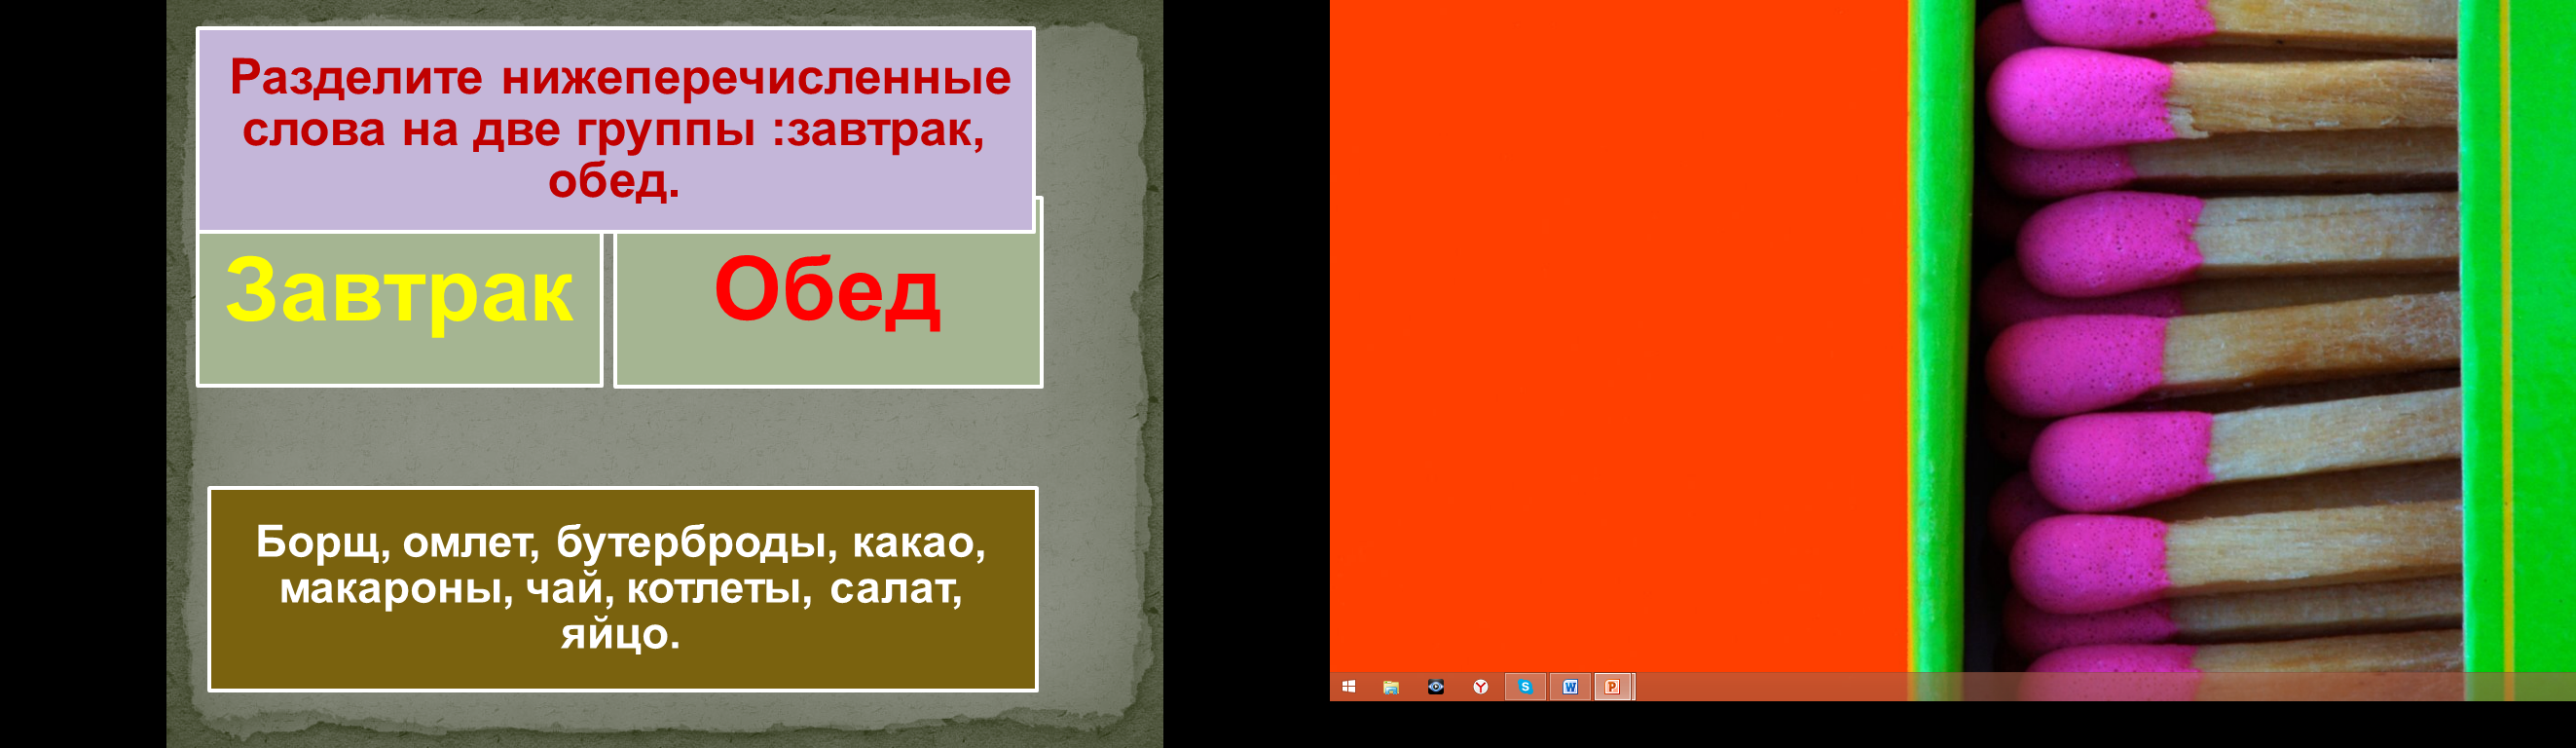 Разделите нижеперечисленные
слова на две группы :завтрак,
обед.
Завтрак
Обед
Борщ, омлет, бутерброды, какао,
макароны, чай, котлеты, салат,
яйцо.